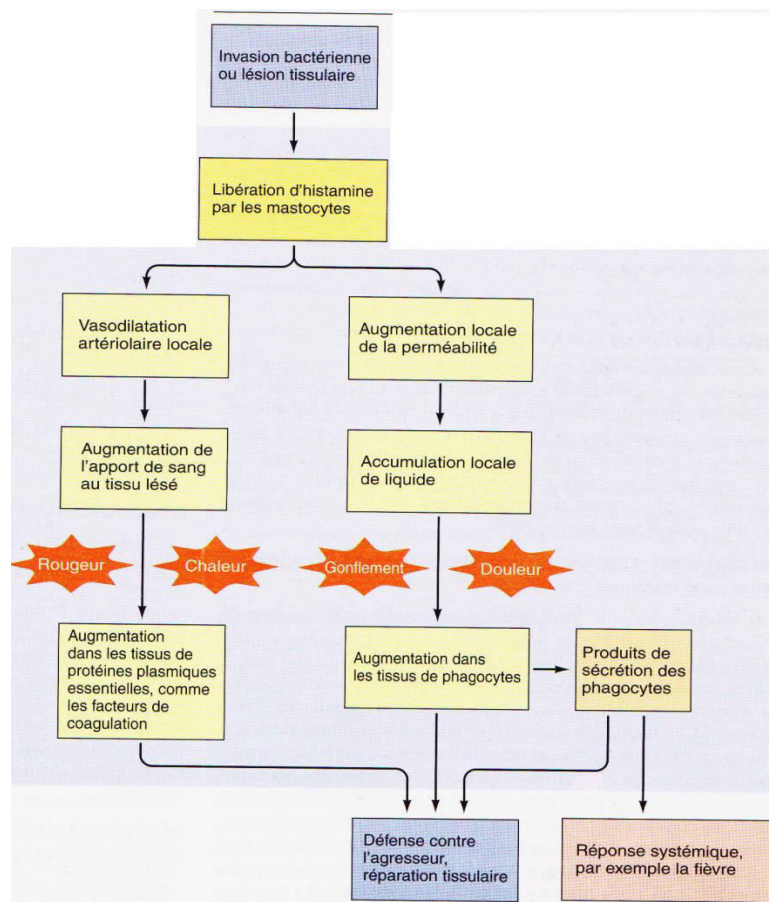 Invasion bactérienne
ou lésion tissulaire
Libération d'histamine
par les mastocytes
Vasodilatation
artériolaire locale
Augmentation locale
de la perméabilité
Augmentation de
l'apport de sang
au tissu lésé
Accumulation locale
de liquide
Rougeur
Chaleur
Gonflement
Douleur
Augmentation
dans les tissus de
protéines plasmiques
essentielles, comme
les facteurs de
coagulation
Augmentation dans
les tissus de phagocytes
Produits de
sécrétion des
phagocytes
Défense contre
l'agresseur,
réparation tissulaire
Réponse systémique,
par exemple la fièvre